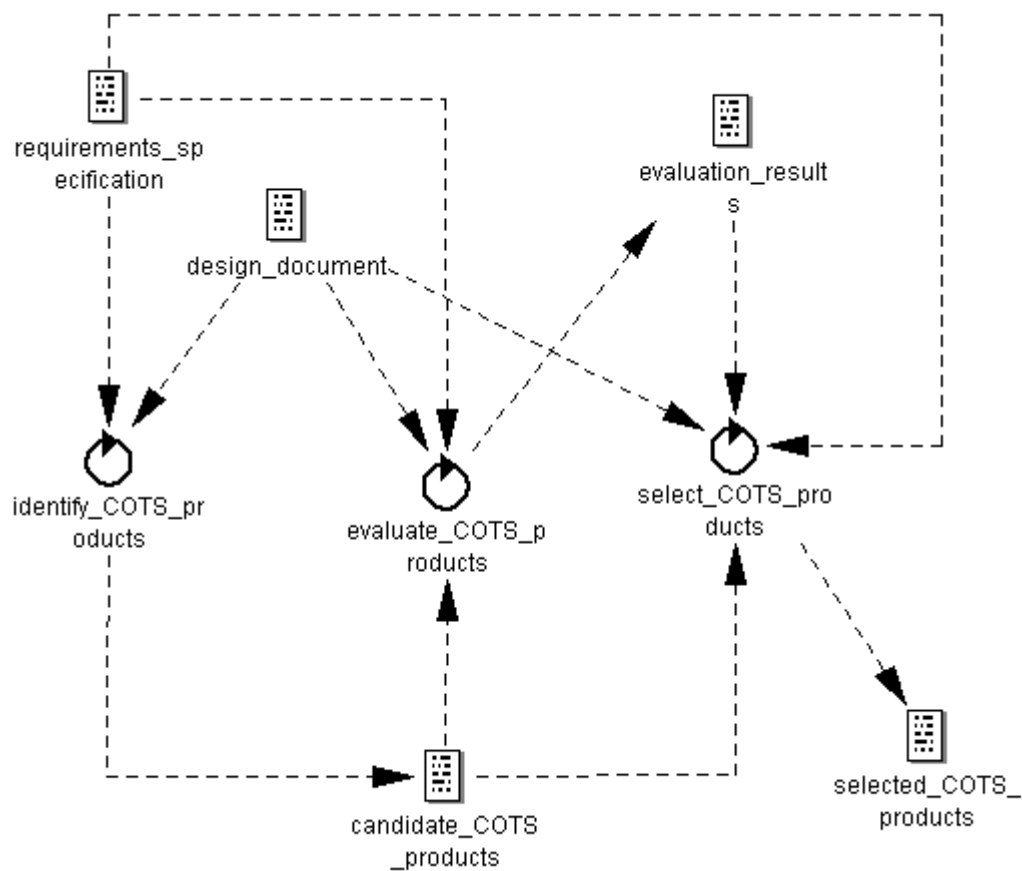 requirements_sp
ecification
evaluation_result
s
design_document
identify_COTS_pr
oducts
evaluate_COTS_p
roducts
select_COTS_pro
ducts
candidate_COTS
_products
selected_COTS_
products